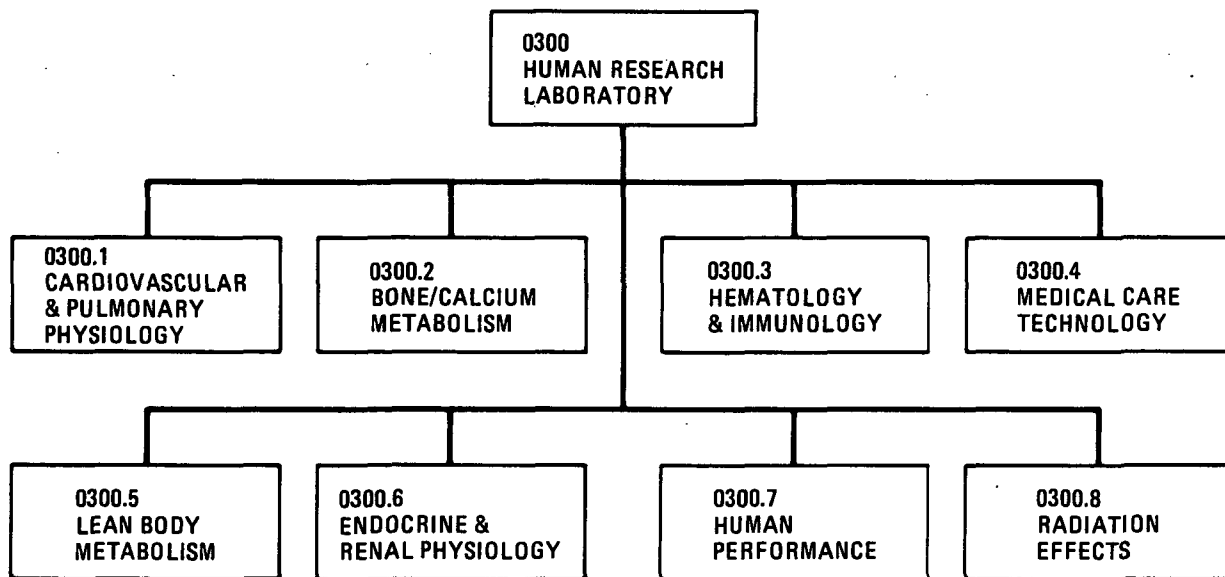 0300
HUMAN RESEARCH
LABORATORY
0300.1
CARDIOVASCULAR
& PULMONARY
PHYSIOLOGY
0300.2
BONE/CALCIUM
METABOLISM
0300.3
HEMATOLOGY
& IMMUNOLOGY
0300.4
MEDICAL CARE
TECHNOLOGY
0300.5
LEAN BODY
METABOLISM
0300.6
ENDOCRINE &
RENAL PHYSIOLOGY
0300.7
HUMAN
PERFORMANCE
0300.8
RADIATION
EFFECTS